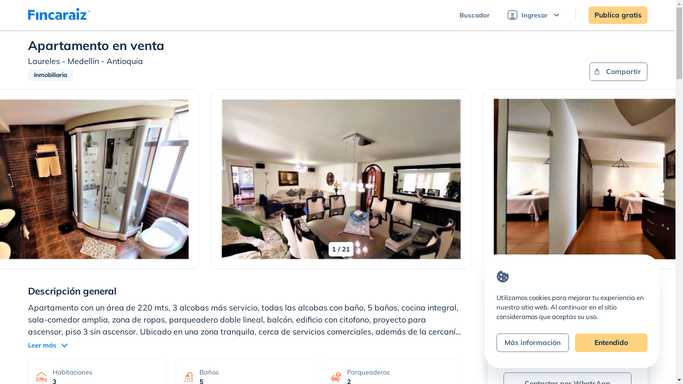 Fincaraiz
Buscador
Ingresar
Publica gratis
Apartamento en venta
Laureles - Medellín - Antioquia
Inmobiliaria
Compartir
1 / 21
Descripción general
Apartamento con un área de 220 mts, 3 alcobas más servicio, todas las alcobas con baño, 5 baños, cocina integral,
sala-comedor amplia, zona de ropas, parqueadero doble lineal, balcón, edificio con citofono, proyecto para
ascensor, piso 3 sin ascensor. Ubicado en una zona tranquila, cerca de servicios comerciales, además de la cercaní...
Leer más
Habitaciones
3
Baños
5
Parqueaderos
2
Utilizamos cookies para mejorar tu experiencia en
nuestro sitio web. Al continuar en el sitio
consideramos que aceptas su uso.
Más información
Entendido
Contactar por WhatsApp